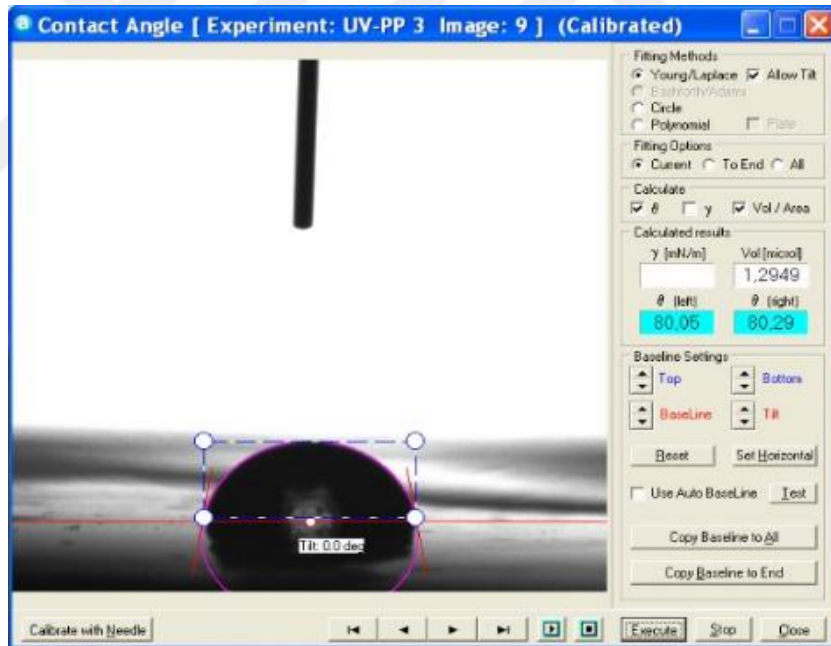 Contact Angle [ Experiment: UV-PP 3 Image: 9 ] (Calibrated)
Fitting Methods
Young/Laplace Allow Tilt
Bashforth/Adams
Circle
Polynomial Plate
Fitting Options
Current To End All
Calculate
θ γ Vol / Area
Calculated results
γ [mN/m] Vol [microl]
1,2949
θ (left) θ (right)
80,05 80,29
Baseline Settings
Top Bottom
BaseLine Tilt
Reset Set Horizontal
Use Auto BaseLine Test
Copy Baseline to All
Copy Baseline to End
Tilt: 0.0 deg
Calibrate with Needle Execute Stop Close